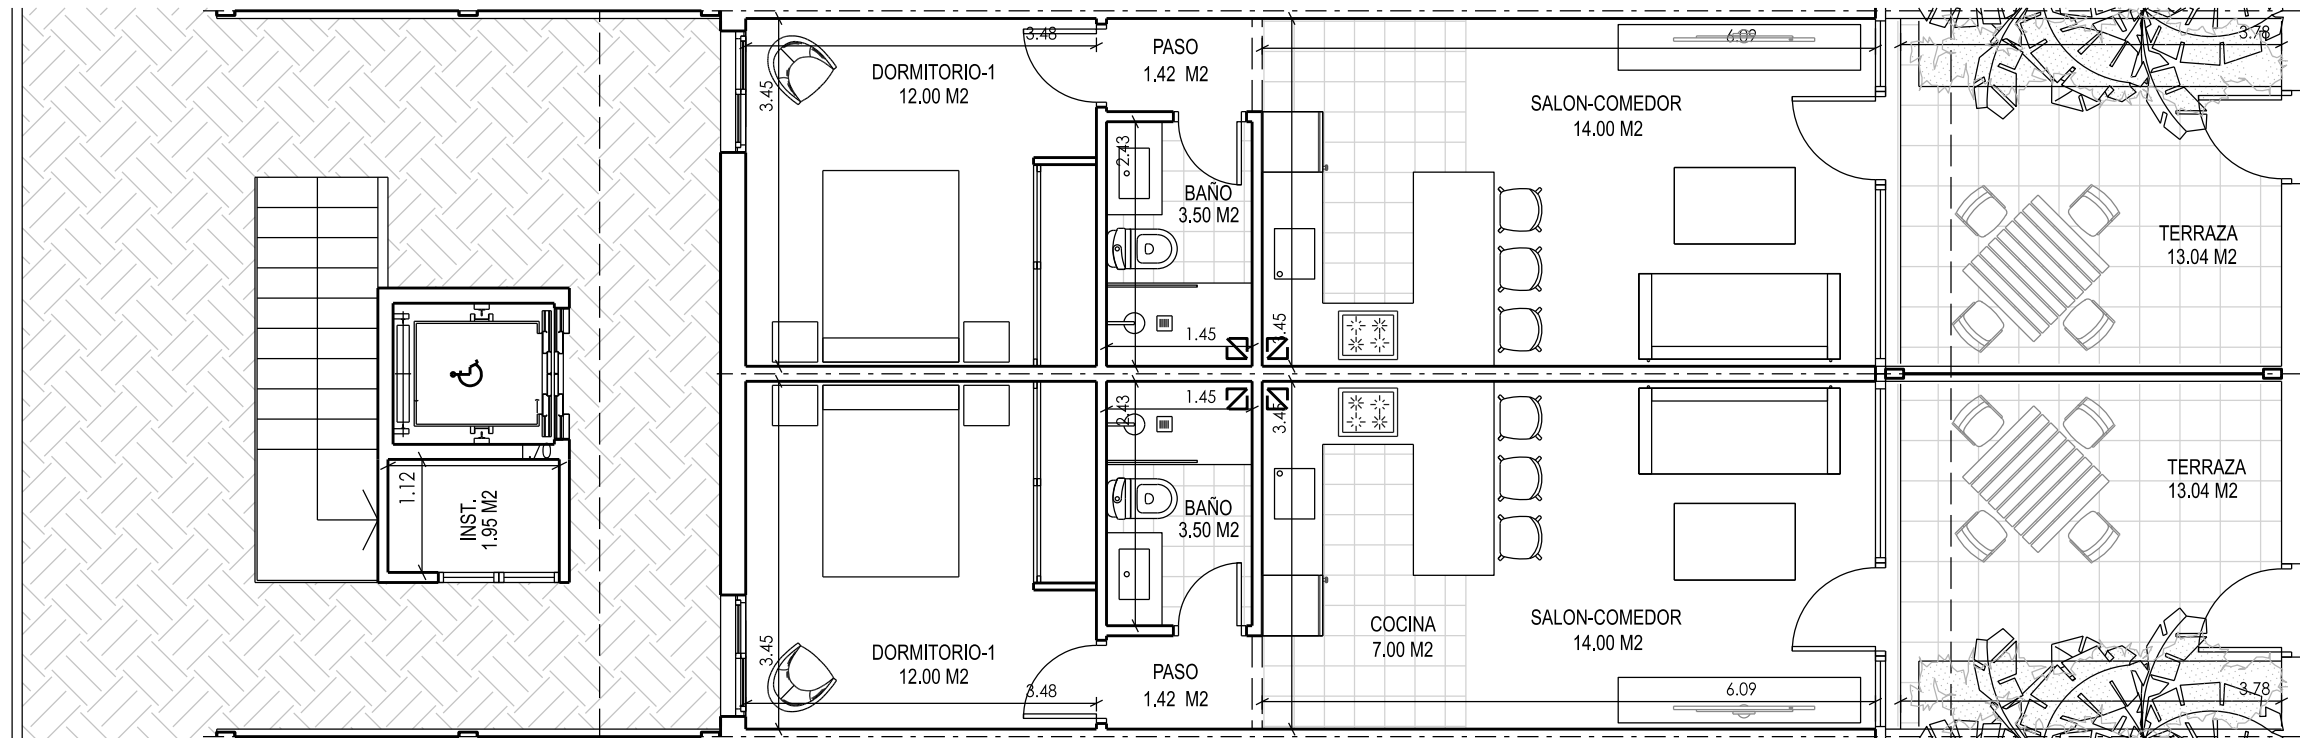 3.48
PASO
1.42 M2
6.09
3.78
DORMITORIO-1
12.00 M2
3.45
SALON-COMEDOR
14.00 M2
2.43
BAÑO
3.50 M2
TERRAZA
13.04 M2
1.45
3.45
1.45
2.43
3.45
1.70
1.12
INST.
1.95 M2
TERRAZA
13.04 M2
BAÑO
3.50 M2
COCINA
7.00 M2
SALON-COMEDOR
14.00 M2
3.45
DORMITORIO-1
12.00 M2
PASO
1.42 M2
3.48
6.09
3.78